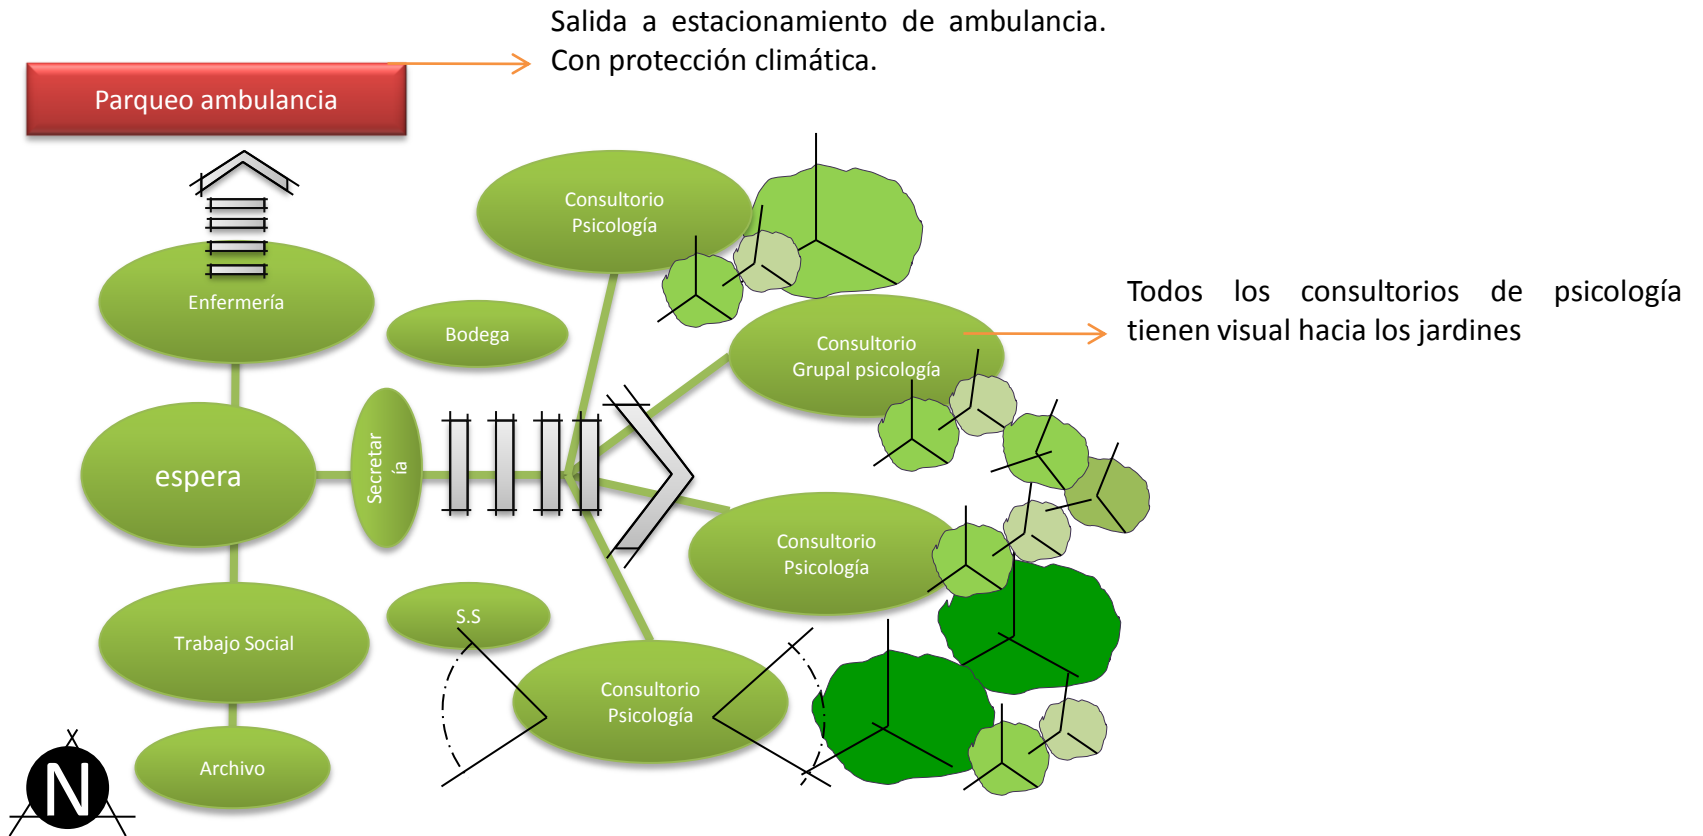 Salida a estacionamiento de ambulancia.
Con protección climática.
Parqueo ambulancia
Consultorio
Psicología
Enfermería
Bodega
Consultorio
Grupal psicología
Todos los consultorios de psicología
tienen visual hacia los jardines
espera
Secretar
ía
Consultorio
Psicología
S.S
Trabajo Social
Consultorio
Psicología
Archivo
N